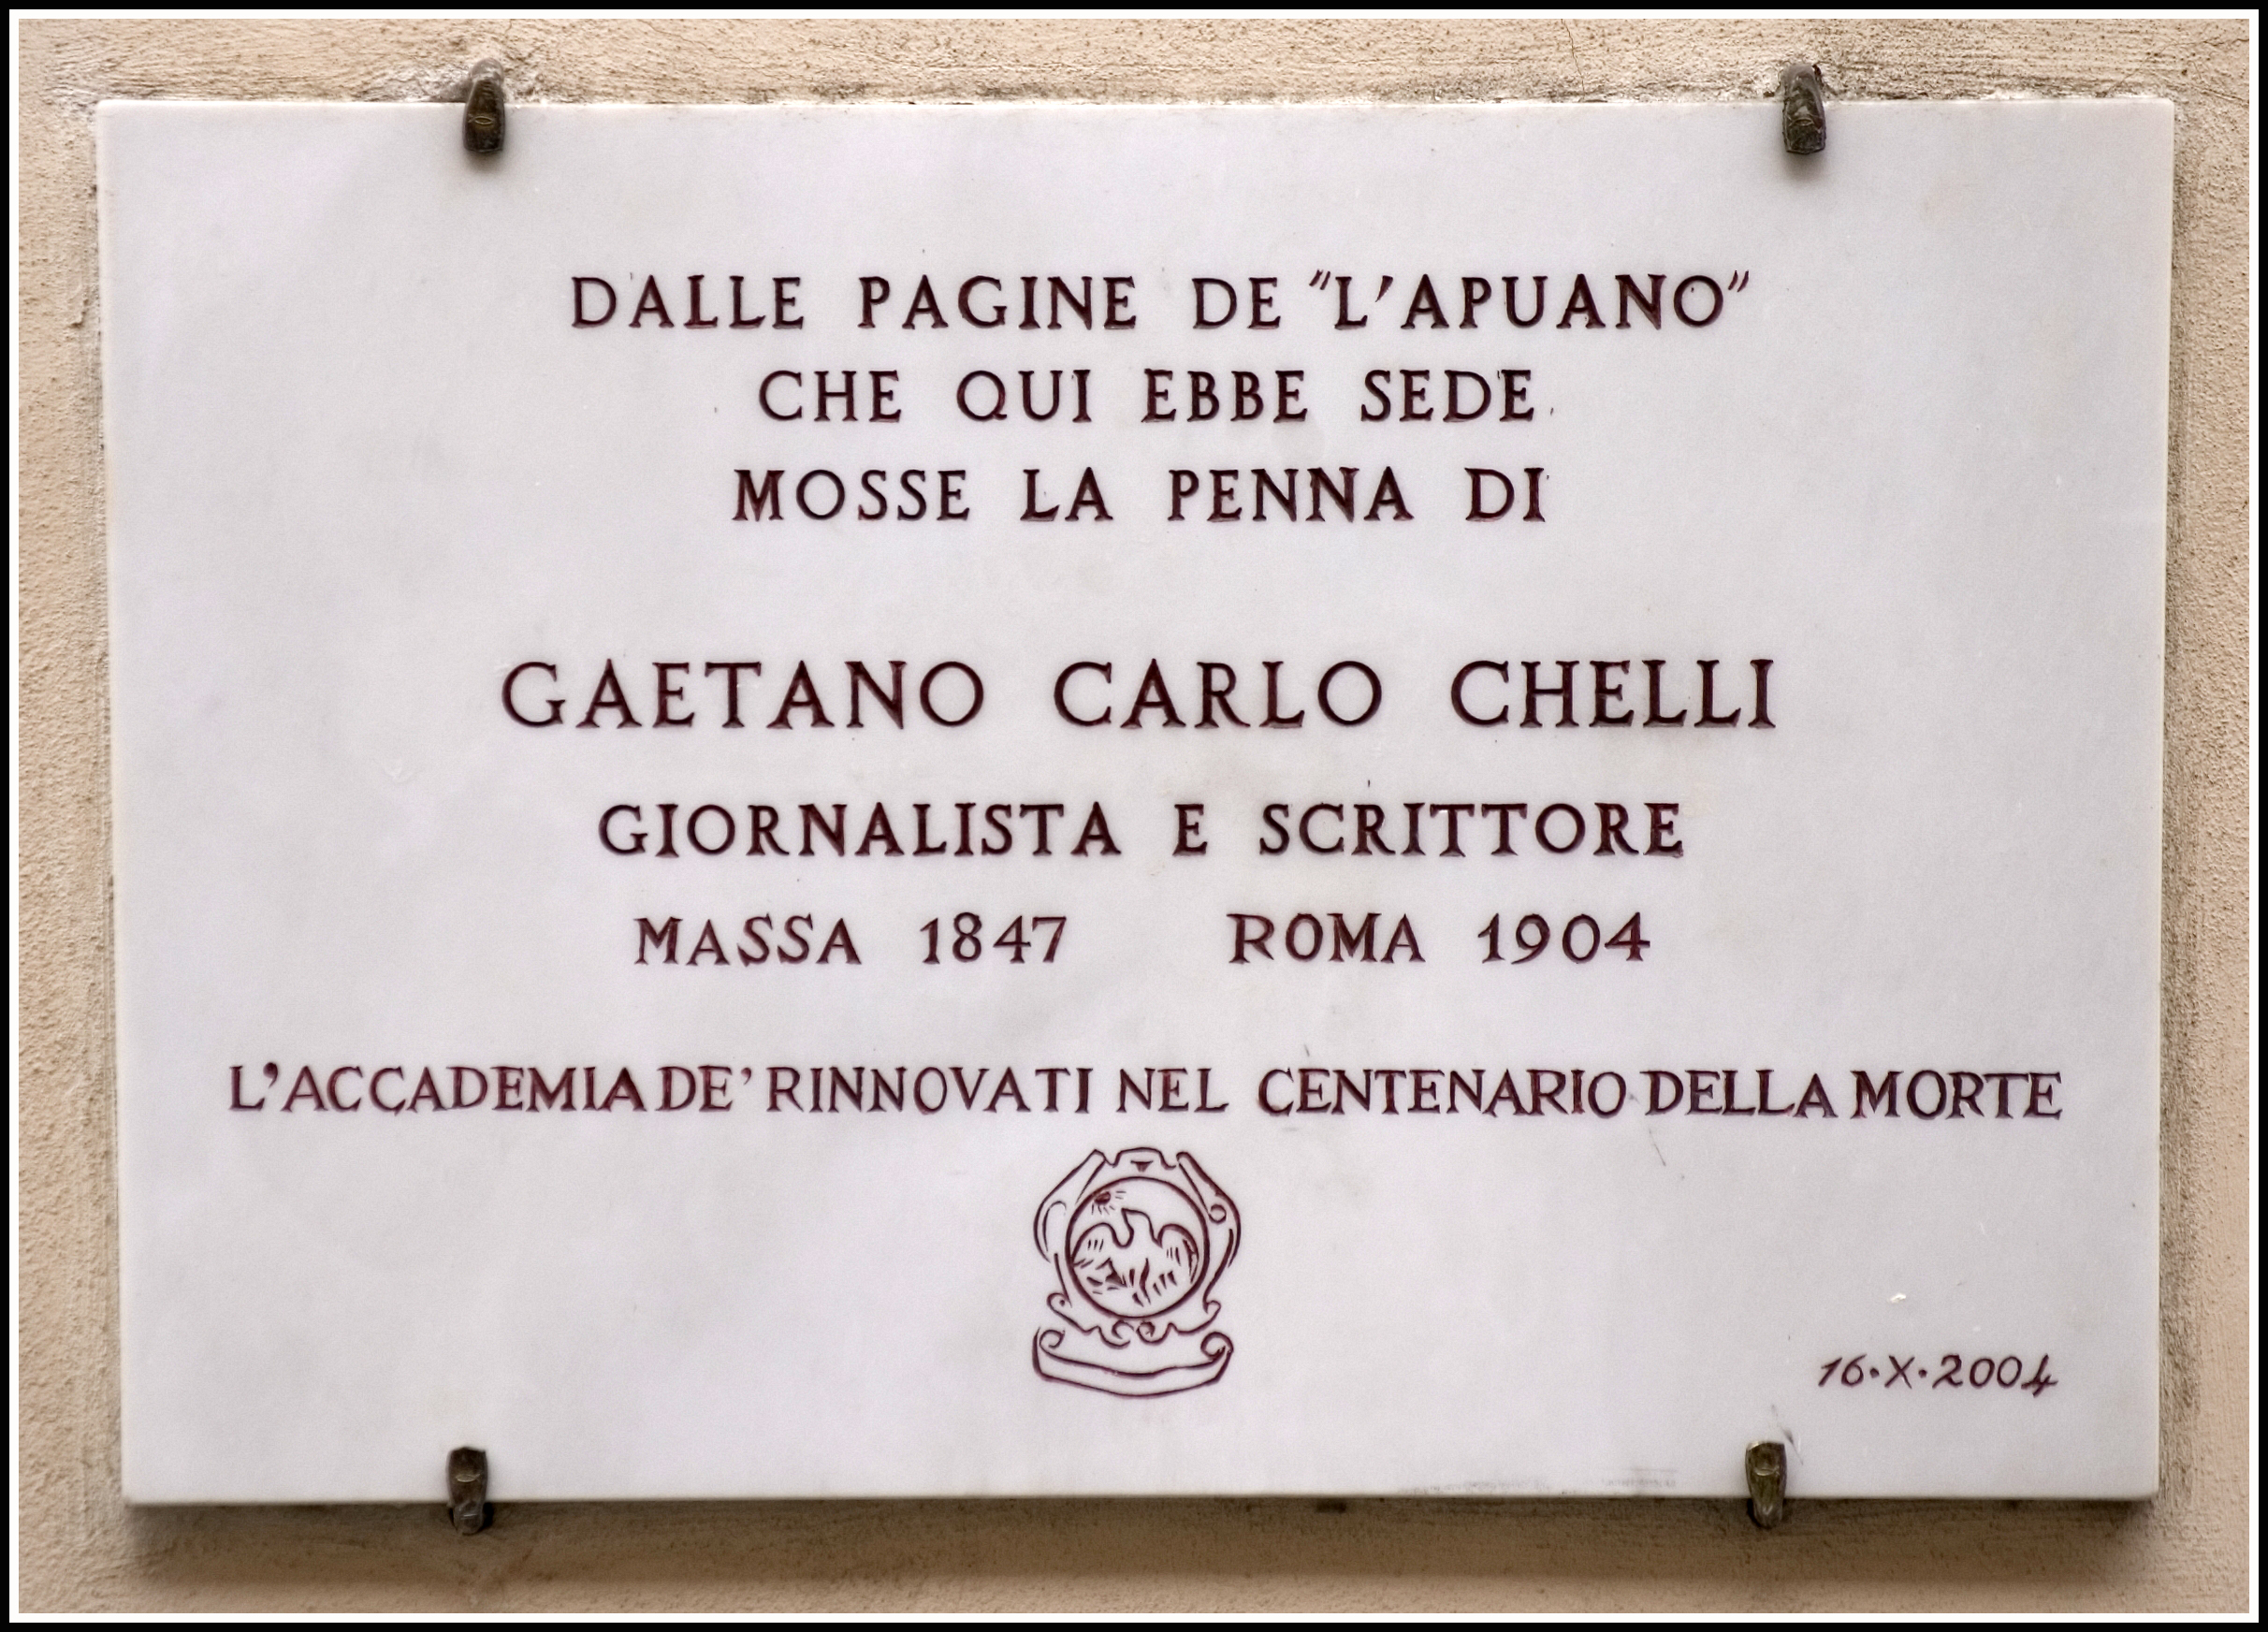 DALLE PAGINE DE "L'APUANO"
CHE QUI EBBE SEDE
MOSSE LA PENNA DI
GAETANO CARLO CHELLI
GIORNALISTA E SCRITTORE
MASSA 1847 ROMA 1904
L'ACCADEMIA DE' RINNOVATI NEL CENTENARIO DELLA MORTE
16·X·2004